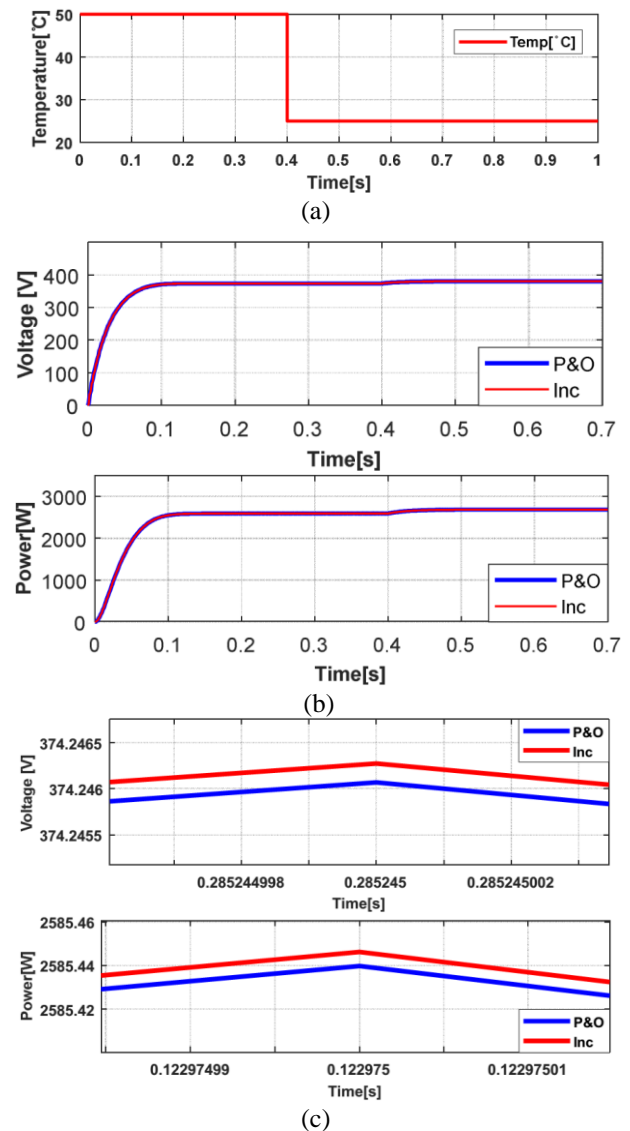 Temperature[°C]
50
40
30
20
Temp[°C]
0 0.1 0.2 0.3 0.4 0.5 0.6 0.7 0.8 0.9 1
Time[s]
(a)
Voltage [V]
400
300
200
100
0
P&O
Inc
0 0.1 0.2 0.3 0.4 0.5 0.6 0.7
Time[s]
Power[W]
3000
2000
1000
0
P&O
Inc
0 0.1 0.2 0.3 0.4 0.5 0.6 0.7
Time[s]
(b)
Voltage [V]
374.2465
374.246
374.2455
P&O
Inc
0.285244998 0.285245 0.285245002
Time[s]
Power[W]
2585.46
2585.44
2585.42
P&O
Inc
0.12297499 0.122975 0.12297501
Time[s]
(c)